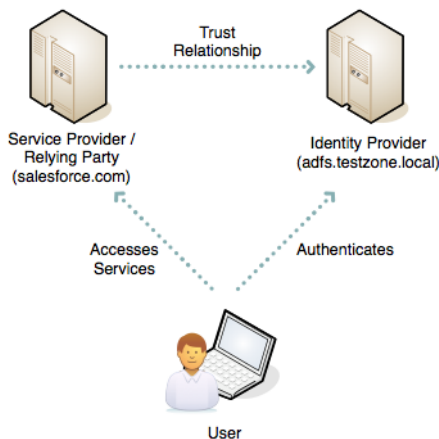 Trust
Relationship
Service Provider /
Relying Party
(salesforce.com)
Identity Provider
(adfs.testzone.local)
Accesses
Services
Authenticates
User